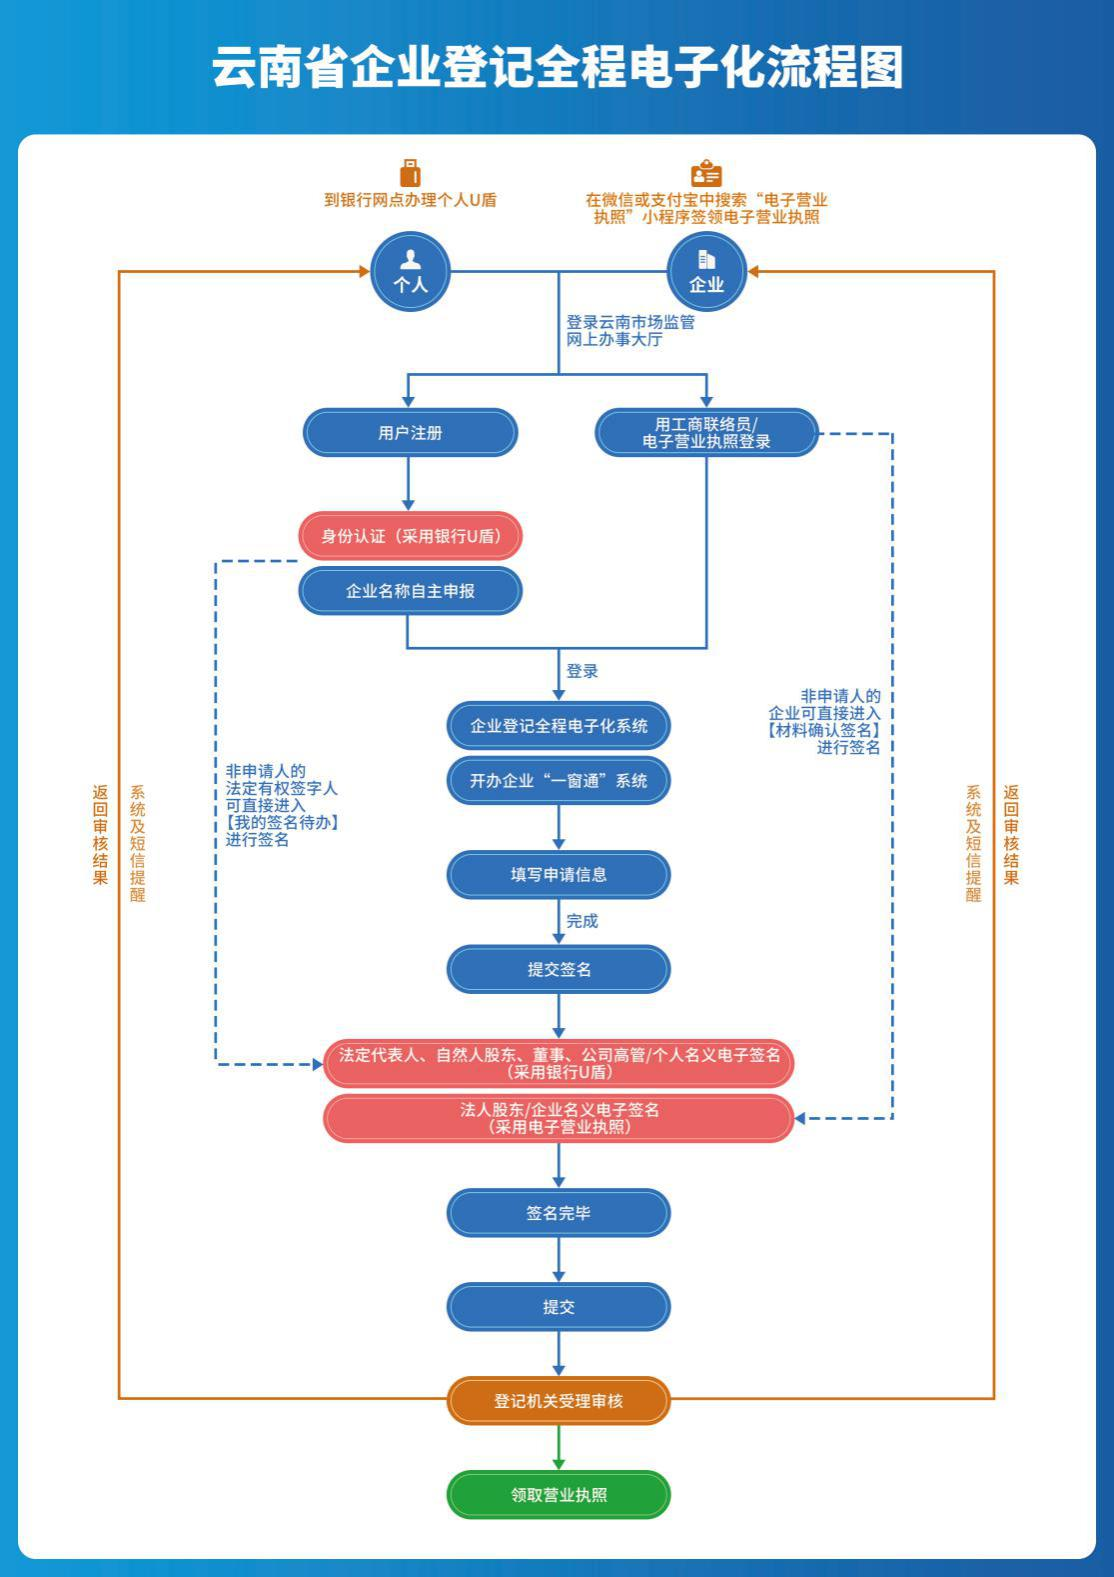 云南省企业登记全程电子化流程图
到银行网点办理个人U盾
在微信或支付宝中搜索“电子营业
执照”小程序签领电子营业执照
个人
企业
登录云南市场监管
网上办事大厅
用户注册
用工商联络员/
电子营业执照登录
身份认证（采用银行U盾）
企业名称自主申报
登录
企业登记全程电子化系统
开办企业“一窗通”系统
非申请人的
企业可直接进入
【材料确认签名】
进行签名
非申请人的
法定有权签字人
可直接进入
【我的签名待办】
进行签名
返回审核结果
系统及短信提醒
系统及短信提醒
返回审核结果
填写申请信息
完成
提交签名
法定代表人、自然人股东、董事、公司高管/个人名义电子签名
（采用银行U盾）
法人股东/企业名义电子签名
（采用电子营业执照）
签名完毕
提交
登记机关受理审核
领取营业执照